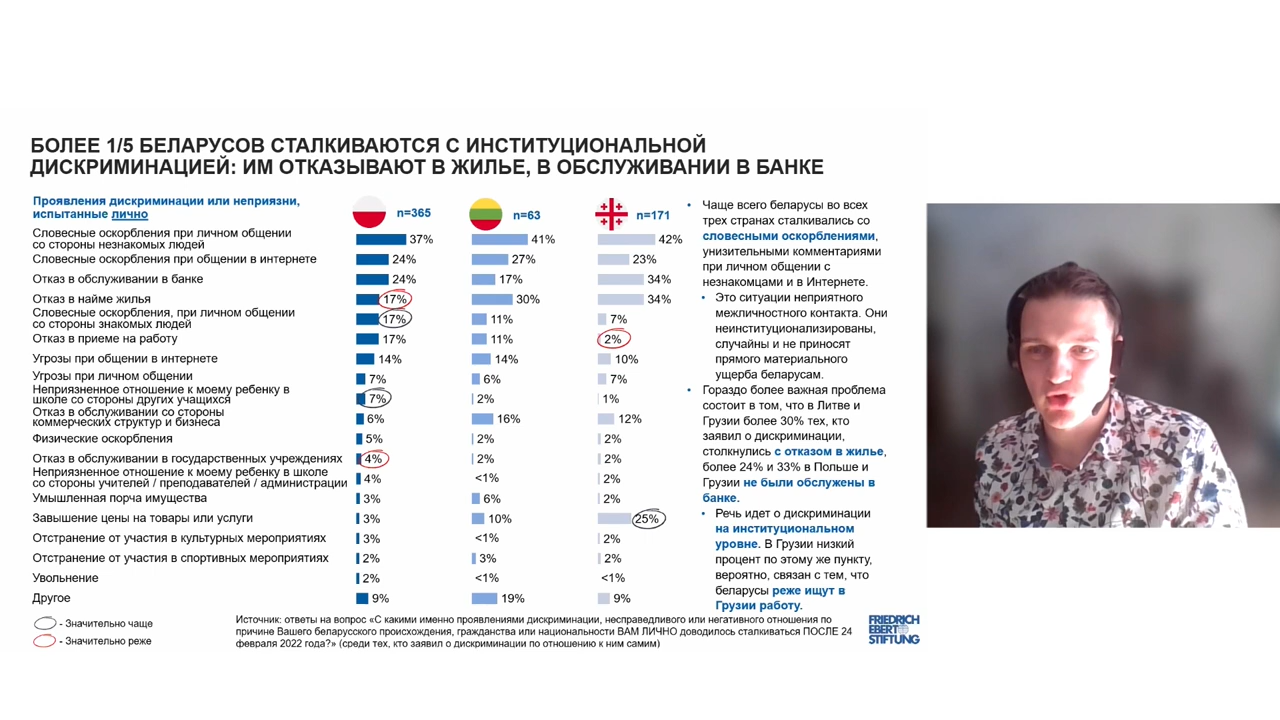 БОЛЕЕ 1/5 БЕЛАРУСОВ СТАЛКИВАЮТСЯ С ИНСТИТУЦИОНАЛЬНОЙ
ДИСКРИМИНАЦИЕЙ: ИМ ОТКАЗЫВАЮТ В ЖИЛЬЕ, В ОБСЛУЖИВАНИИ В БАНКЕ
Проявления дискриминации или неприязни,
испытанные лично
n=365
n=63
n=171
Словесные оскорбления при личном общении
со стороны незнакомых людей
37%
41%
42%
Словесные оскорбления при общении в интернете
24%
27%
23%
Отказ в обслуживании в банке
24%
17%
34%
Отказ в найме жилья
17%
30%
34%
Словесные оскорбления, при личном общении
со стороны знакомых людей
17%
11%
7%
Отказ в приеме на работу
17%
11%
2%
Угрозы при общении в интернете
14%
14%
10%
Угрозы при личном общении
7%
6%
7%
Неприязненное отношение к моему ребенку в
школе со стороны других учащихся
7%
2%
1%
Отказ в обслуживании со стороны
коммерческих структур и бизнеса
6%
16%
12%
Физические оскорбления
5%
2%
2%
Отказ в обслуживании в государственных учреждениях
4%
2%
2%
Неприязненное отношение к моему ребенку в школе
со стороны учителей / преподавателей / администрации
4%
<1%
2%
Умышленная порча имущества
3%
6%
2%
Завышение цены на товары или услуги
3%
10%
25%
Отстранение от участия в культурных мероприятиях
3%
<1%
2%
Отстранение от участия в спортивных мероприятиях
2%
3%
2%
Увольнение
2%
<1%
<1%
Другое
9%
19%
9%
• Чаще всего беларусы во всех
трех странах сталкивались со
словесными оскорблениями,
унизительными комментариями
при личном общении с
незнакомцами и в Интернете.
• Это ситуации неприятного
межличностного контакта. Они
неинституционализированы,
случайны и не приносят
прямого материального
ущерба беларусам.
• Гораздо более важная проблема
состоит в том, что в Литве и
Грузии более 30% тех, кто
заявил о дискриминации,
столкнулись с отказом в жилье,
более 24% и 33% в Польше и
Грузии не были обслужены в
банке.
• Речь идет о дискриминации
на институциональном
уровне. В Грузии низкий
процент по этому же пункту,
вероятно, связан с тем, что
беларусы реже ищут в
Грузии работу.
- Значительно чаще
- Значительно реже
Источник: ответы на вопрос «С какими именно проявлениями дискриминации, несправедливого или негативного отношения по
причине Вашего беларусского происхождения, гражданства или национальности ВАМ ЛИЧНО доводилось сталкиваться ПОСЛЕ 24
февраля 2022 года?» (среди тех, кто заявил о дискриминации по отношению к ним самим)
FRIEDRICH
EBERT
STIFTUNG